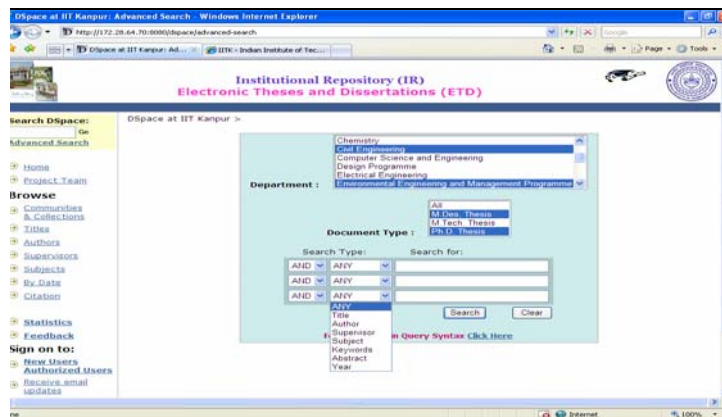 DSpace at IIT Kanpur: Advanced Search - Windows Internet Explorer
http://172.28.64.70:8080/dspace/advanced-search
Google
DSpace at IIT Kanpur: Ad...
IITK - Indian Institute of Tec...
Page
Tools
Institutional Repository (IR)
Electronic Theses and Dissertations (ETD)
Search DSpace:
Go
Advanced Search
Home
Project Team
Browse
Communities
& Collections
Titles
Authors
Supervisors
Subjects
By Date
Citation
Statistics
Feedback
Sign on to:
New Users
Authorized Users
Receive email
updates
DSpace at IIT Kanpur >
Department :
Chemistry
Civil Engineering
Computer Science and Engineering
Design Programme
Electrical Engineering
Environmental Engineering and Management Programme
Document Type :
All
M.Des. Thesis
M.Tech. Thesis
Ph.D. Thesis
Search Type:
Search for:
AND ANY
AND ANY
AND ANY
ANY
Title
Author
Supervisor
Subject
Keywords
Abstract
Year
Search
Clear
Query Syntax Click Here
Internet
100%